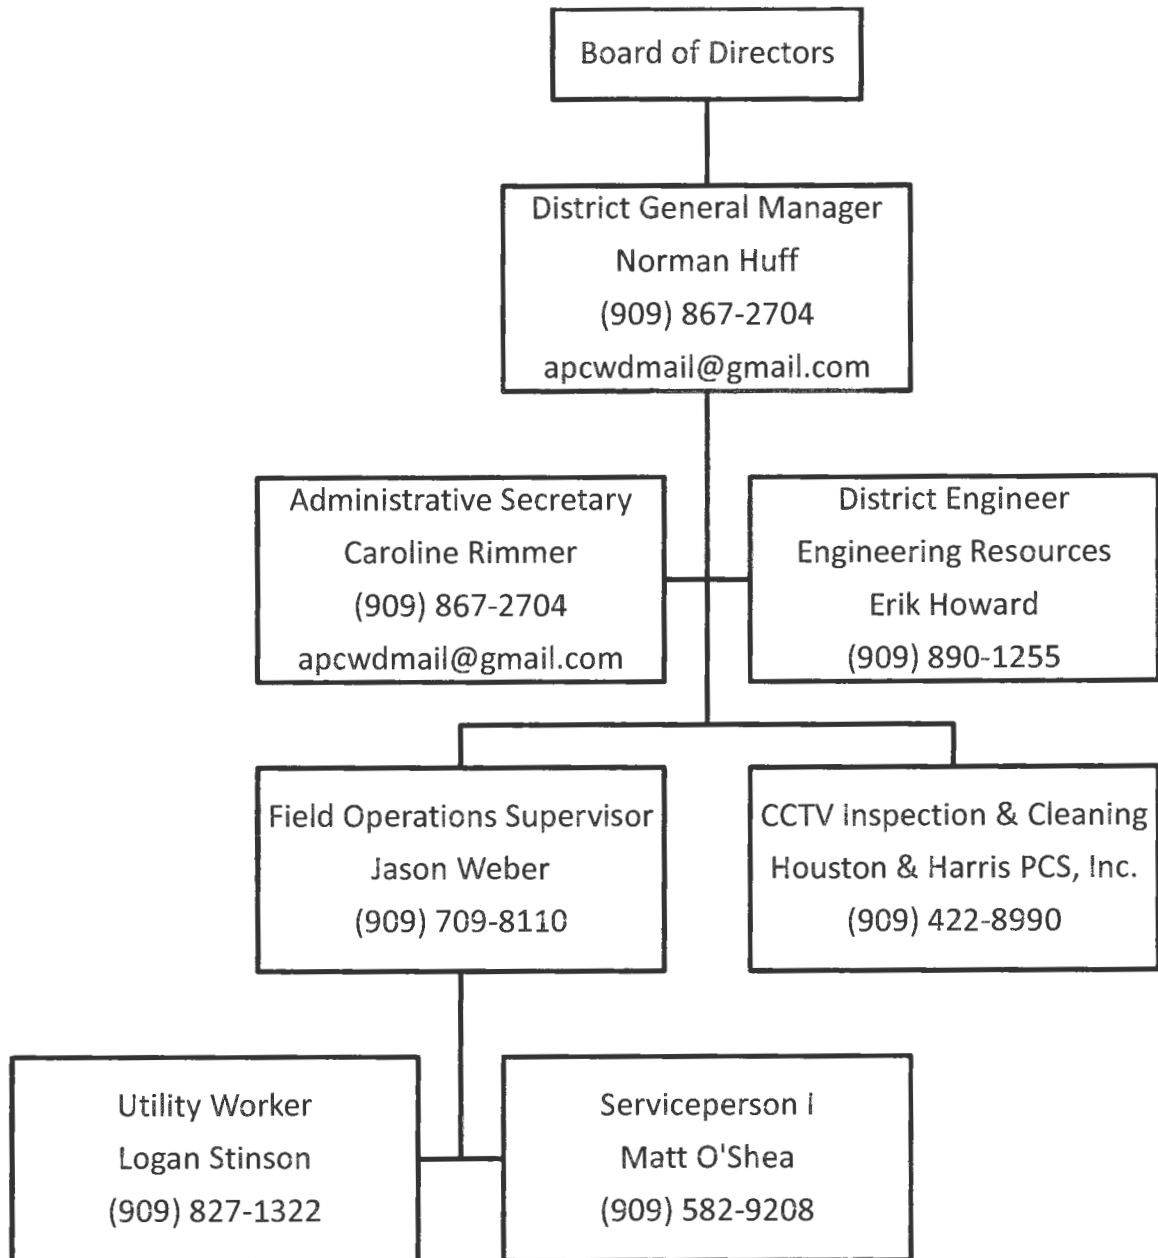 Board of Directors
District General Manager
Norman Huff
(909) 867-2704
apcwdmail@gmail.com
Administrative Secretary
Caroline Rimmer
(909) 867-2704
apcwdmail@gmail.com
District Engineer
Engineering Resources
Erik Howard
(909) 890-1255
Field Operations Supervisor
Jason Weber
(909) 709-8110
CCTV Inspection & Cleaning
Houston & Harris PCS, Inc.
(909) 422-8990
Utility Worker
Logan Stinson
(909) 827-1322
Serviceperson I
Matt O'Shea
(909) 582-9208